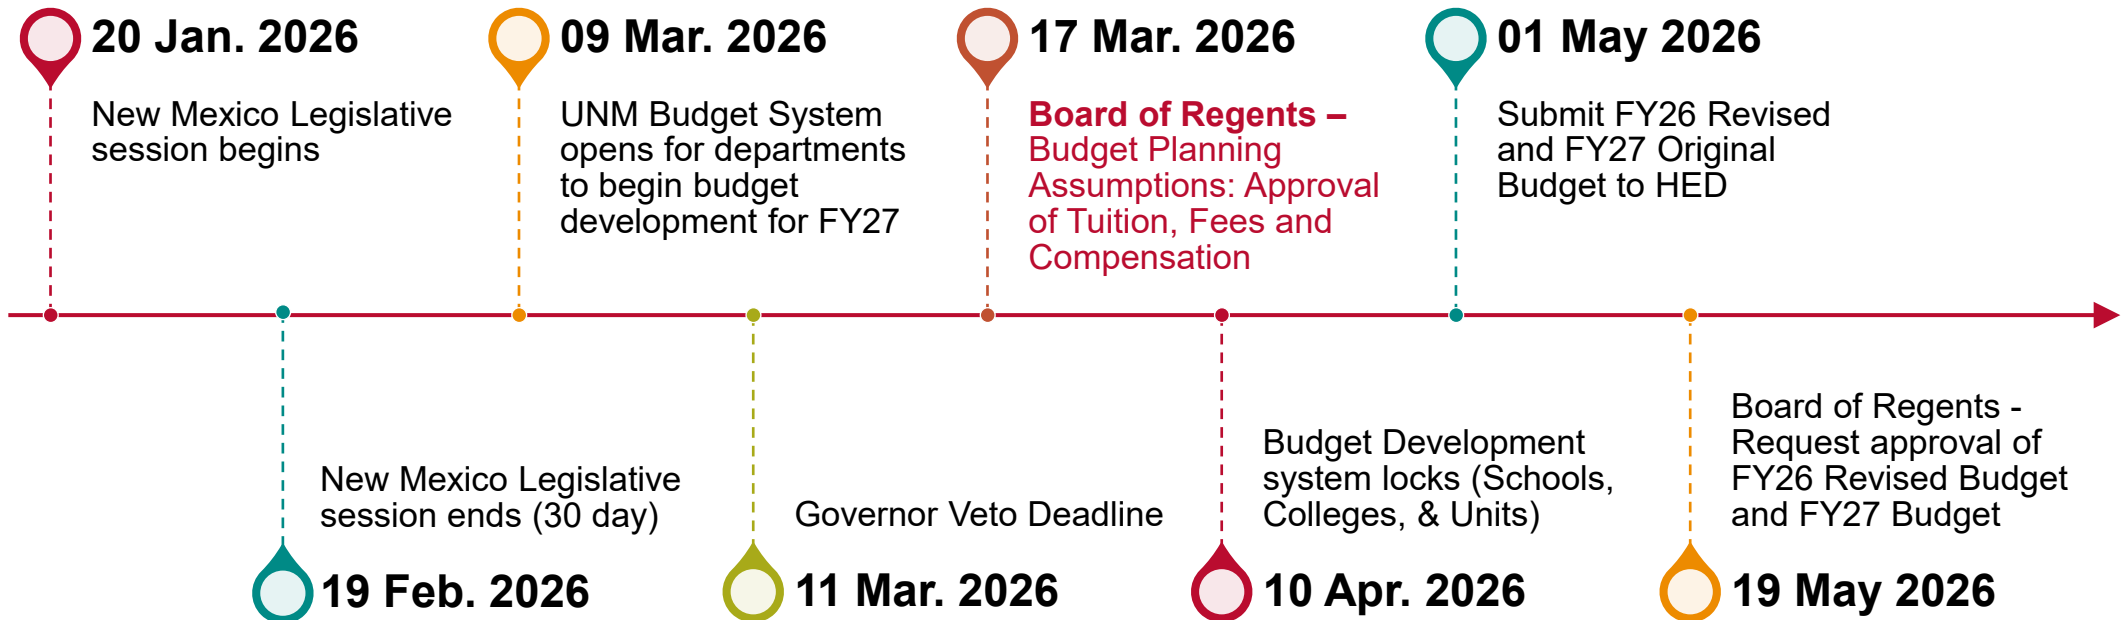 20 Jan. 2026
New Mexico Legislative
session begins
09 Mar. 2026
UNM Budget System
opens for departments
to begin budget
development for FY27
17 Mar. 2026
Board of Regents –
Budget Planning
Assumptions: Approval
of Tuition, Fees and
Compensation
01 May 2026
Submit FY26 Revised
and FY27 Original
Budget to HED
New Mexico Legislative
session ends (30 day)
19 Feb. 2026
Governor Veto Deadline
11 Mar. 2026
Budget Development
system locks (Schools,
Colleges, & Units)
10 Apr. 2026
Board of Regents -
Request approval of
FY26 Revised Budget
and FY27 Budget
19 May 2026